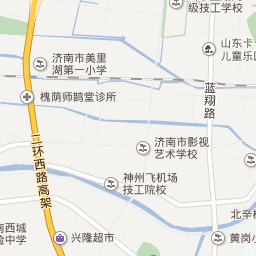 级技工学校
山东卡
儿童乐
济南市美里
湖第一小学
槐荫师鹊堂诊所
蓝翔路
二环西路高架
济南市影视
艺术学校
神州飞机场
技工院校
北辛
南西城
验中学
兴隆超市
黄岗小